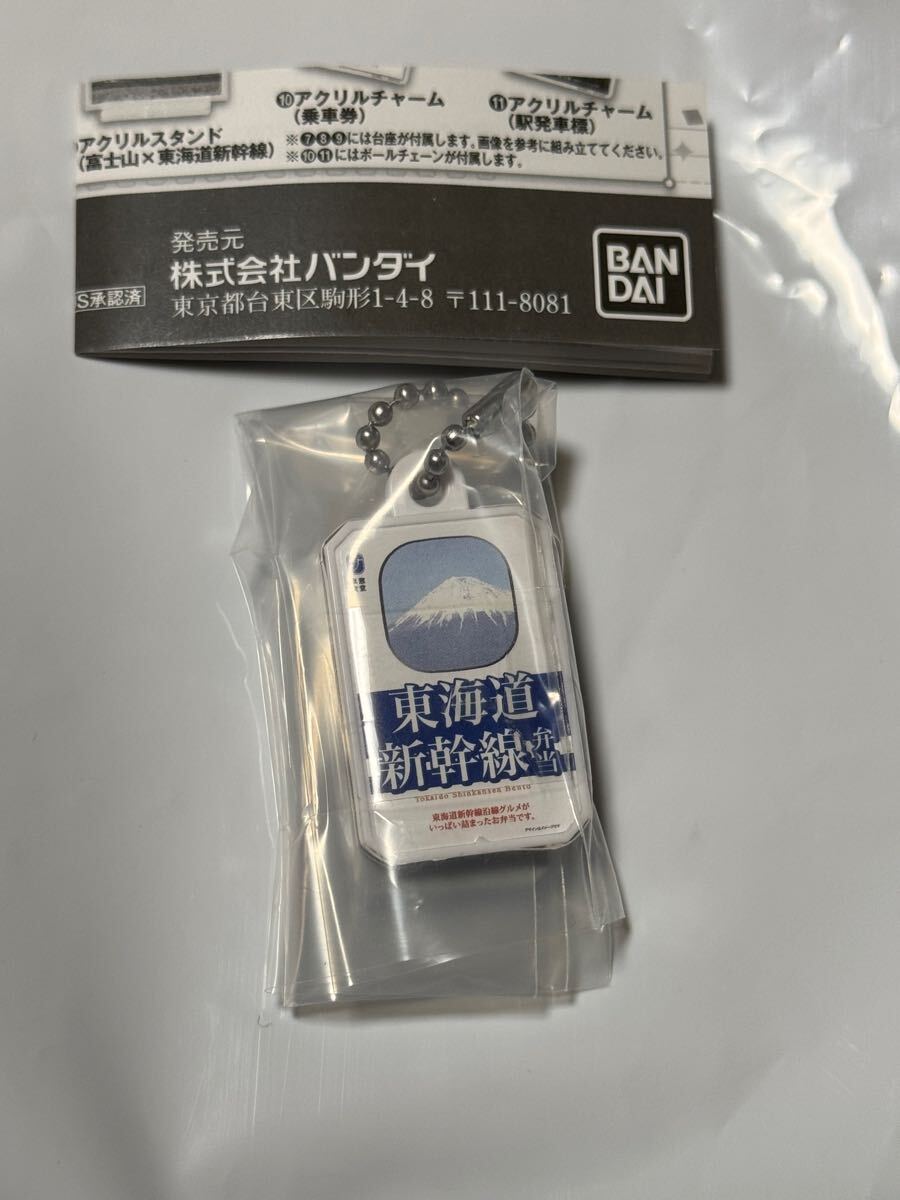 ⑩アクリルチャーム
(乗車券)
⑪アクリルチャーム
(駅発車標)
アクリルスタンド
(富士山×東海道新幹線)
※⑦⑧⑨には台座が付属します。画像を参考に組み立ててください。
※⑩⑪にはボールチェーンが付属します。
発売元
株式会社バンダイ
東京都台東区駒形1-4-8 〒111-8081
S承認済
BAN
DAI
東海道
新幹線
弁当
Tokaido Shinkansen Bento
東海道新幹線沿線グルメが
いっぱい詰まったお弁当です。